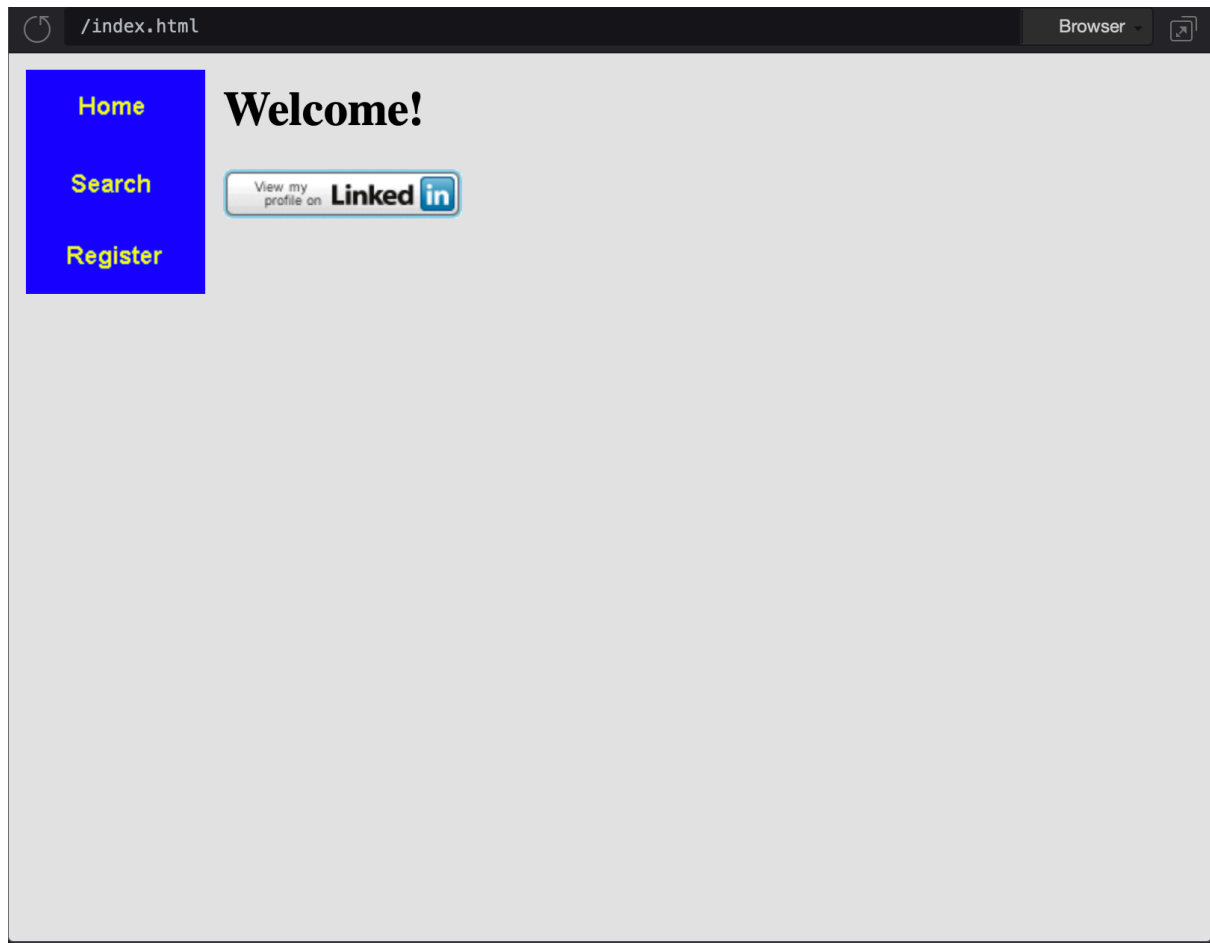 /index.html
Browser
Home
Search
Register
Welcome!
View my
profile on
Linked in